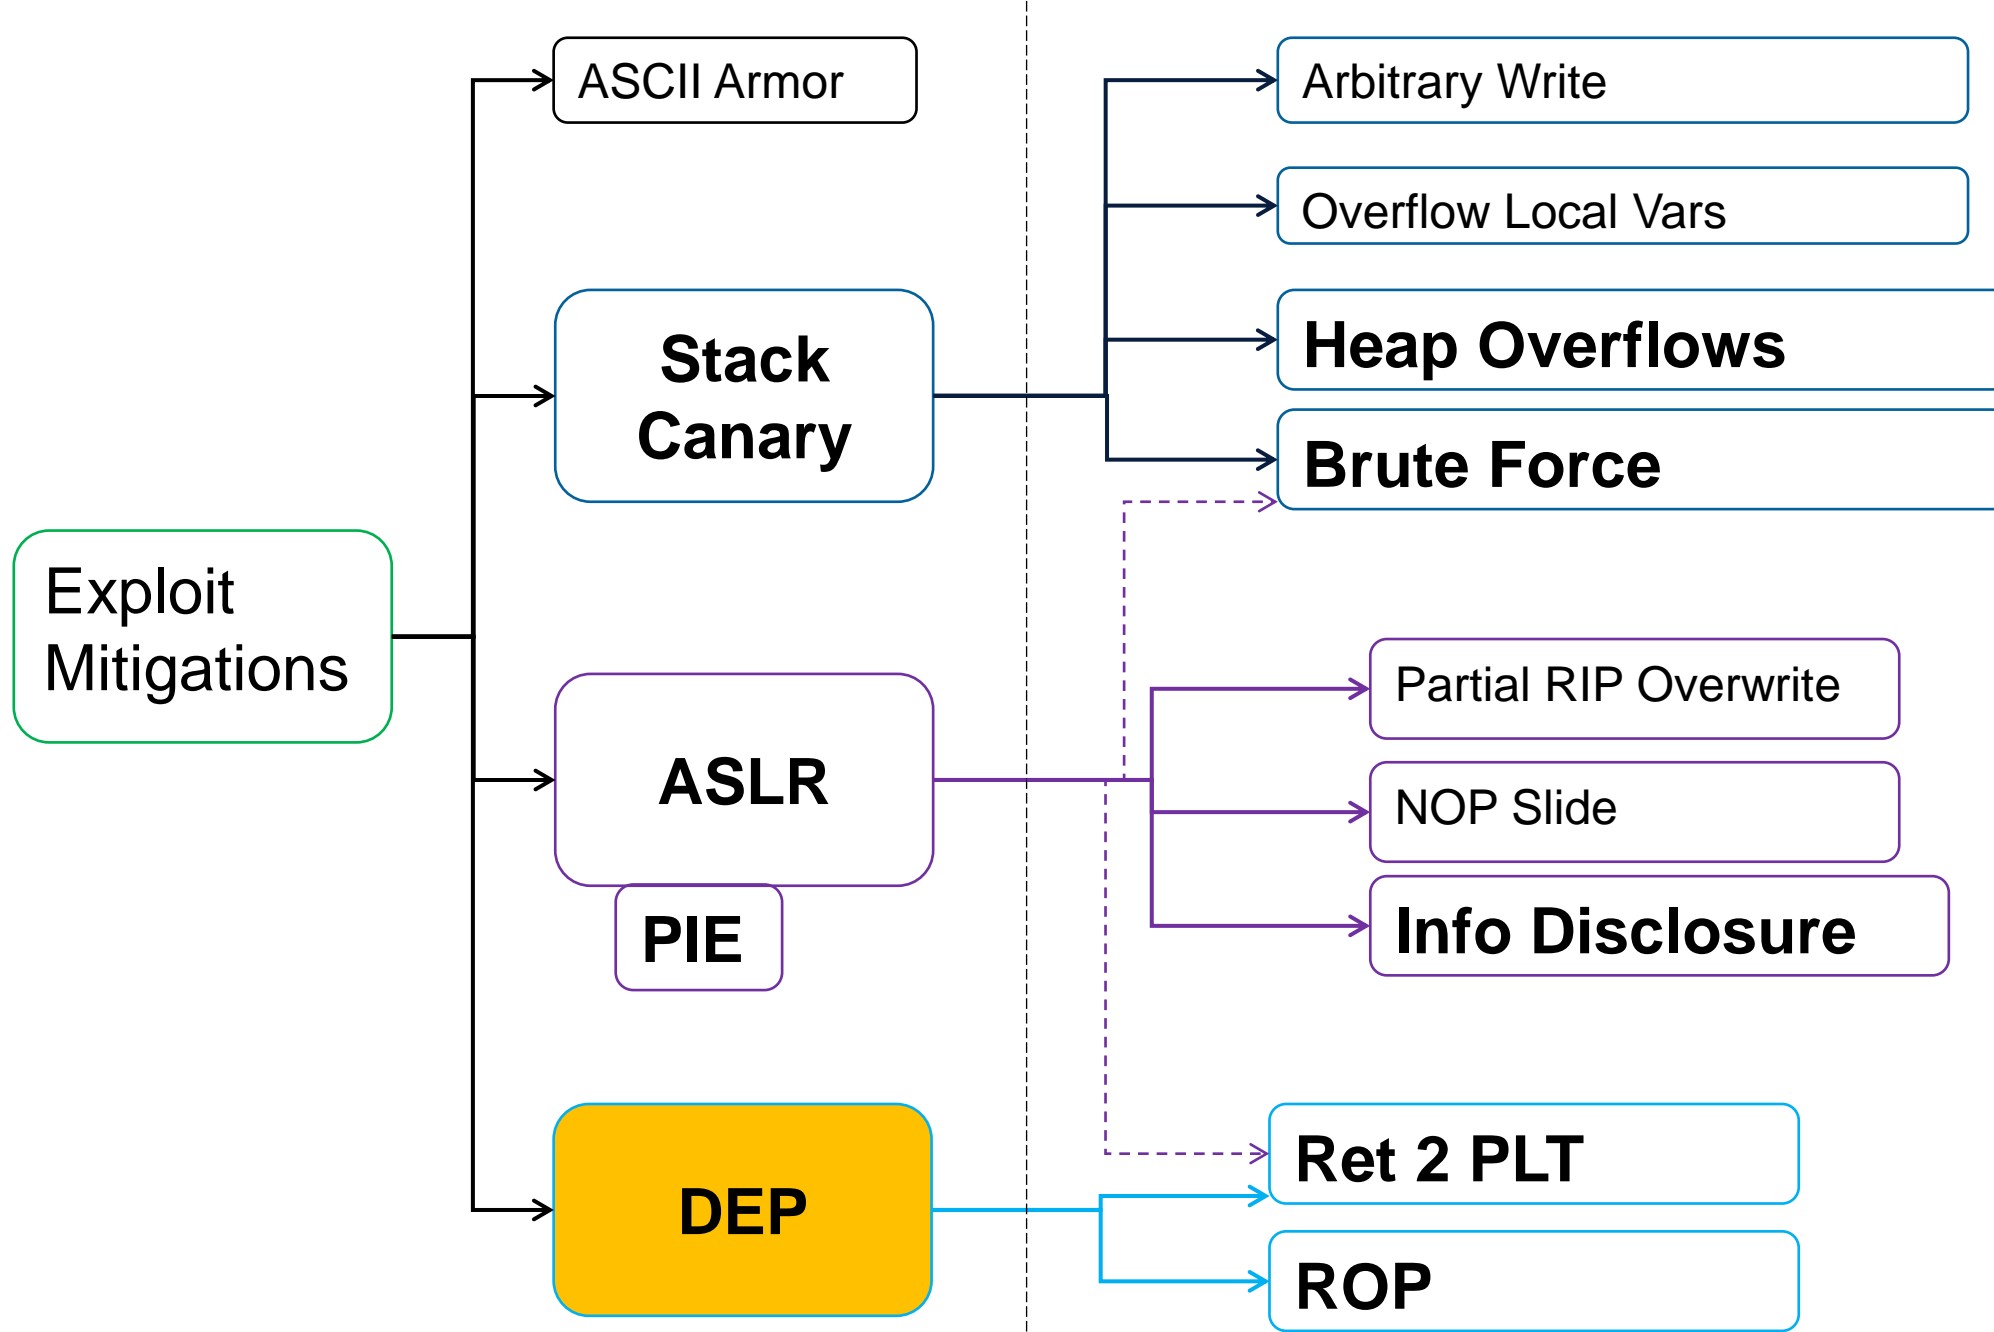 ASCII Armor
Arbitrary Write
Overflow Local Vars
Stack
Canary
Heap Overflows
Brute Force
Exploit
Mitigations
ASLR
PIE
Partial RIP Overwrite
NOP Slide
Info Disclosure
DEP
Ret 2 PLT
ROP